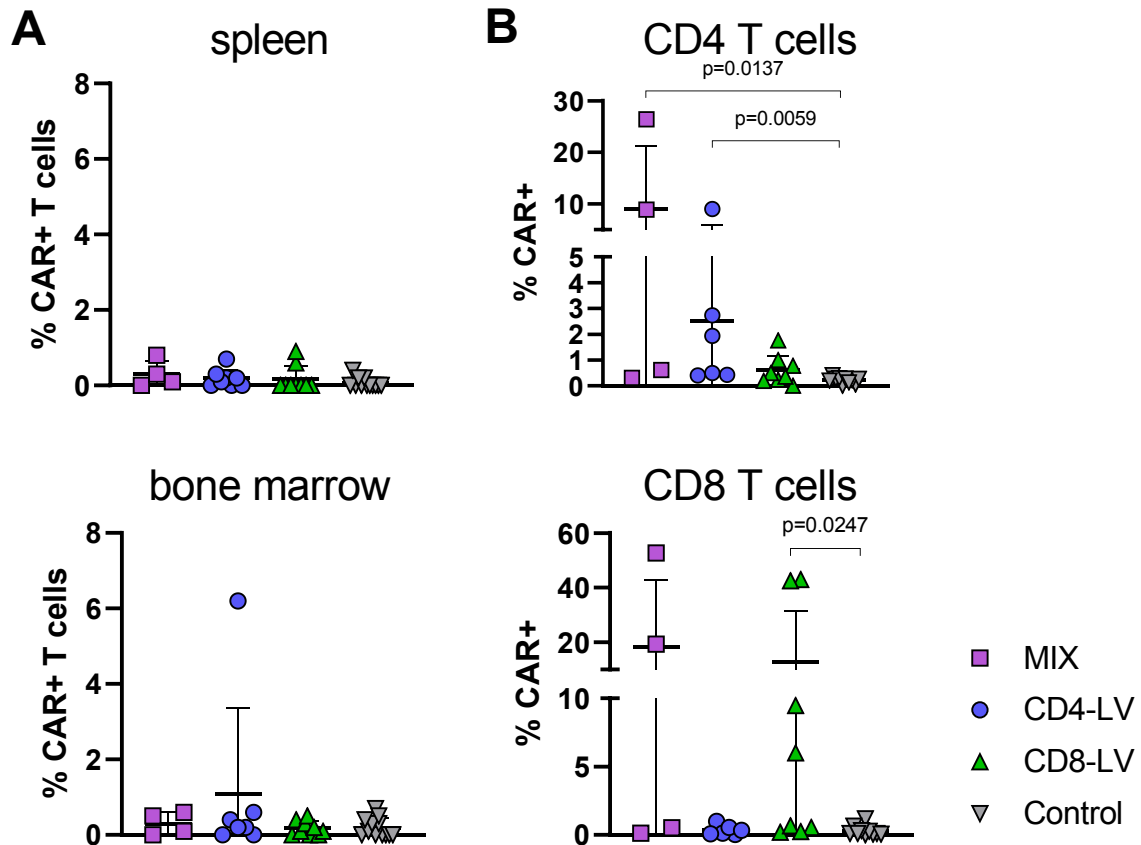 A
spleen
8
6
4
2
0
% CAR+ T cells
B
CD4 T cells
p=0.0137
p=0.0059
30
20
10
5
4
3
2
1
0
% CAR+
bone marrow
8
6
4
2
0
% CAR+ T cells
CD8 T cells
p=0.0247
60
40
20
10
5
0
% CAR+
MIX
CD4-LV
CD8-LV
Control